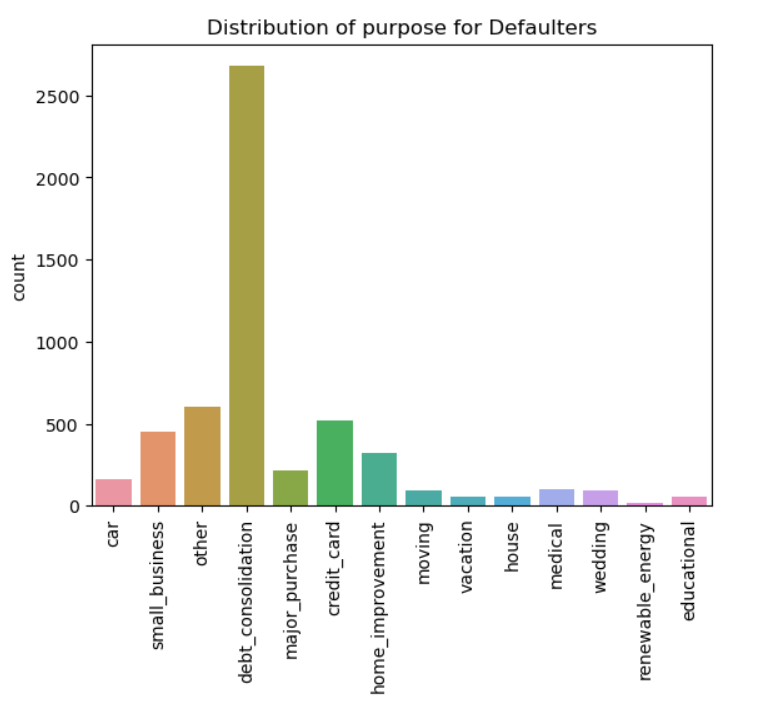 Distribution of purpose for Defaulters
count
2500
2000
1500
1000
500
0
car
small_business
other
debt_consolidation
major_purchase
credit_card
home_improvement
moving
vacation
house
medical
wedding
renewable_energy
educational